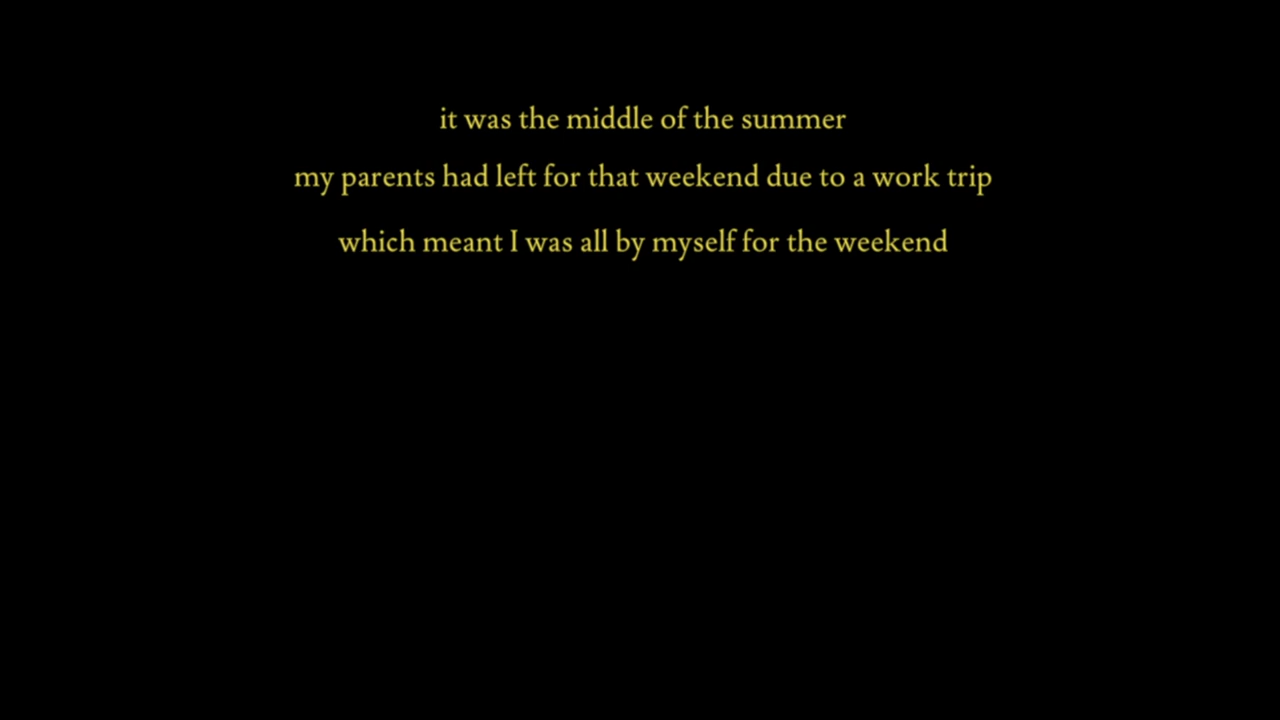 it was the middle of the summer
my parents had left for that weekend due to a work trip
which meant I was all by myself for the weekend